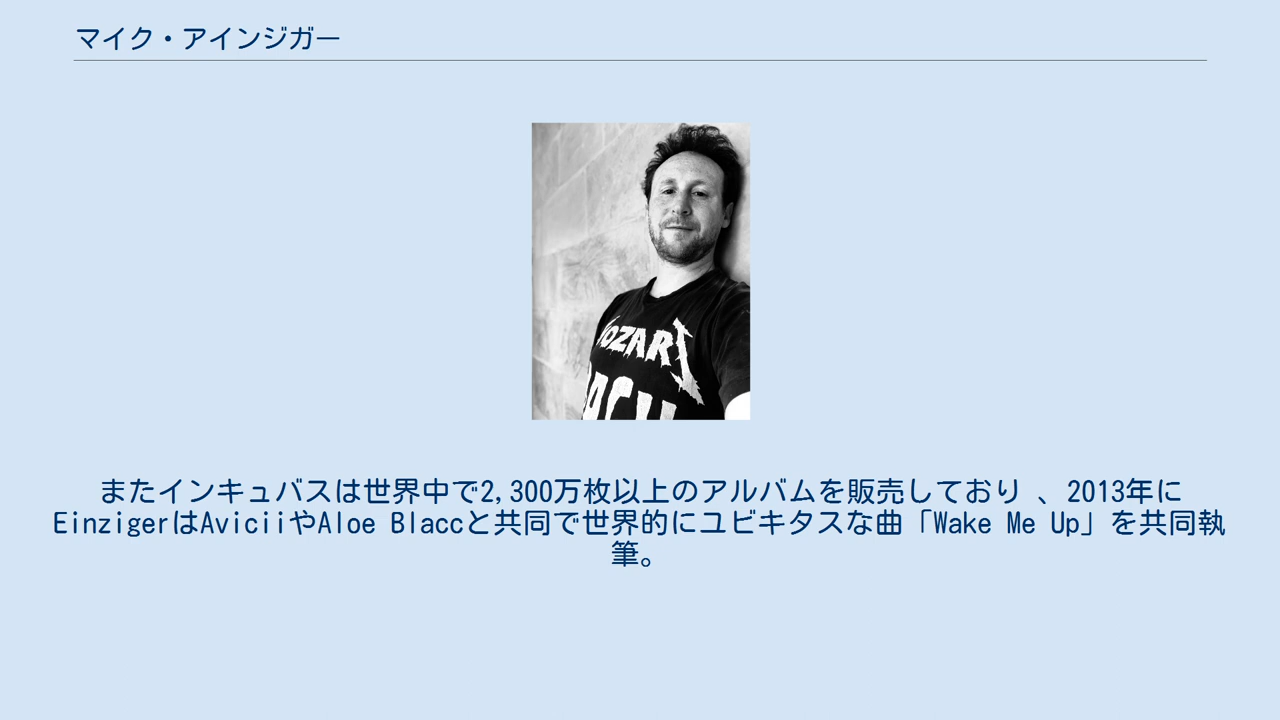 マイク・アインジガー
MOZART
BACH
またインキュバスは世界中で2,300万枚以上のアルバムを販売しており 、2013年に
EinzigerはAviciiやAloe Blaccと共同で世界的にユビキタスな曲「Wake Me Up」を共同執
筆。